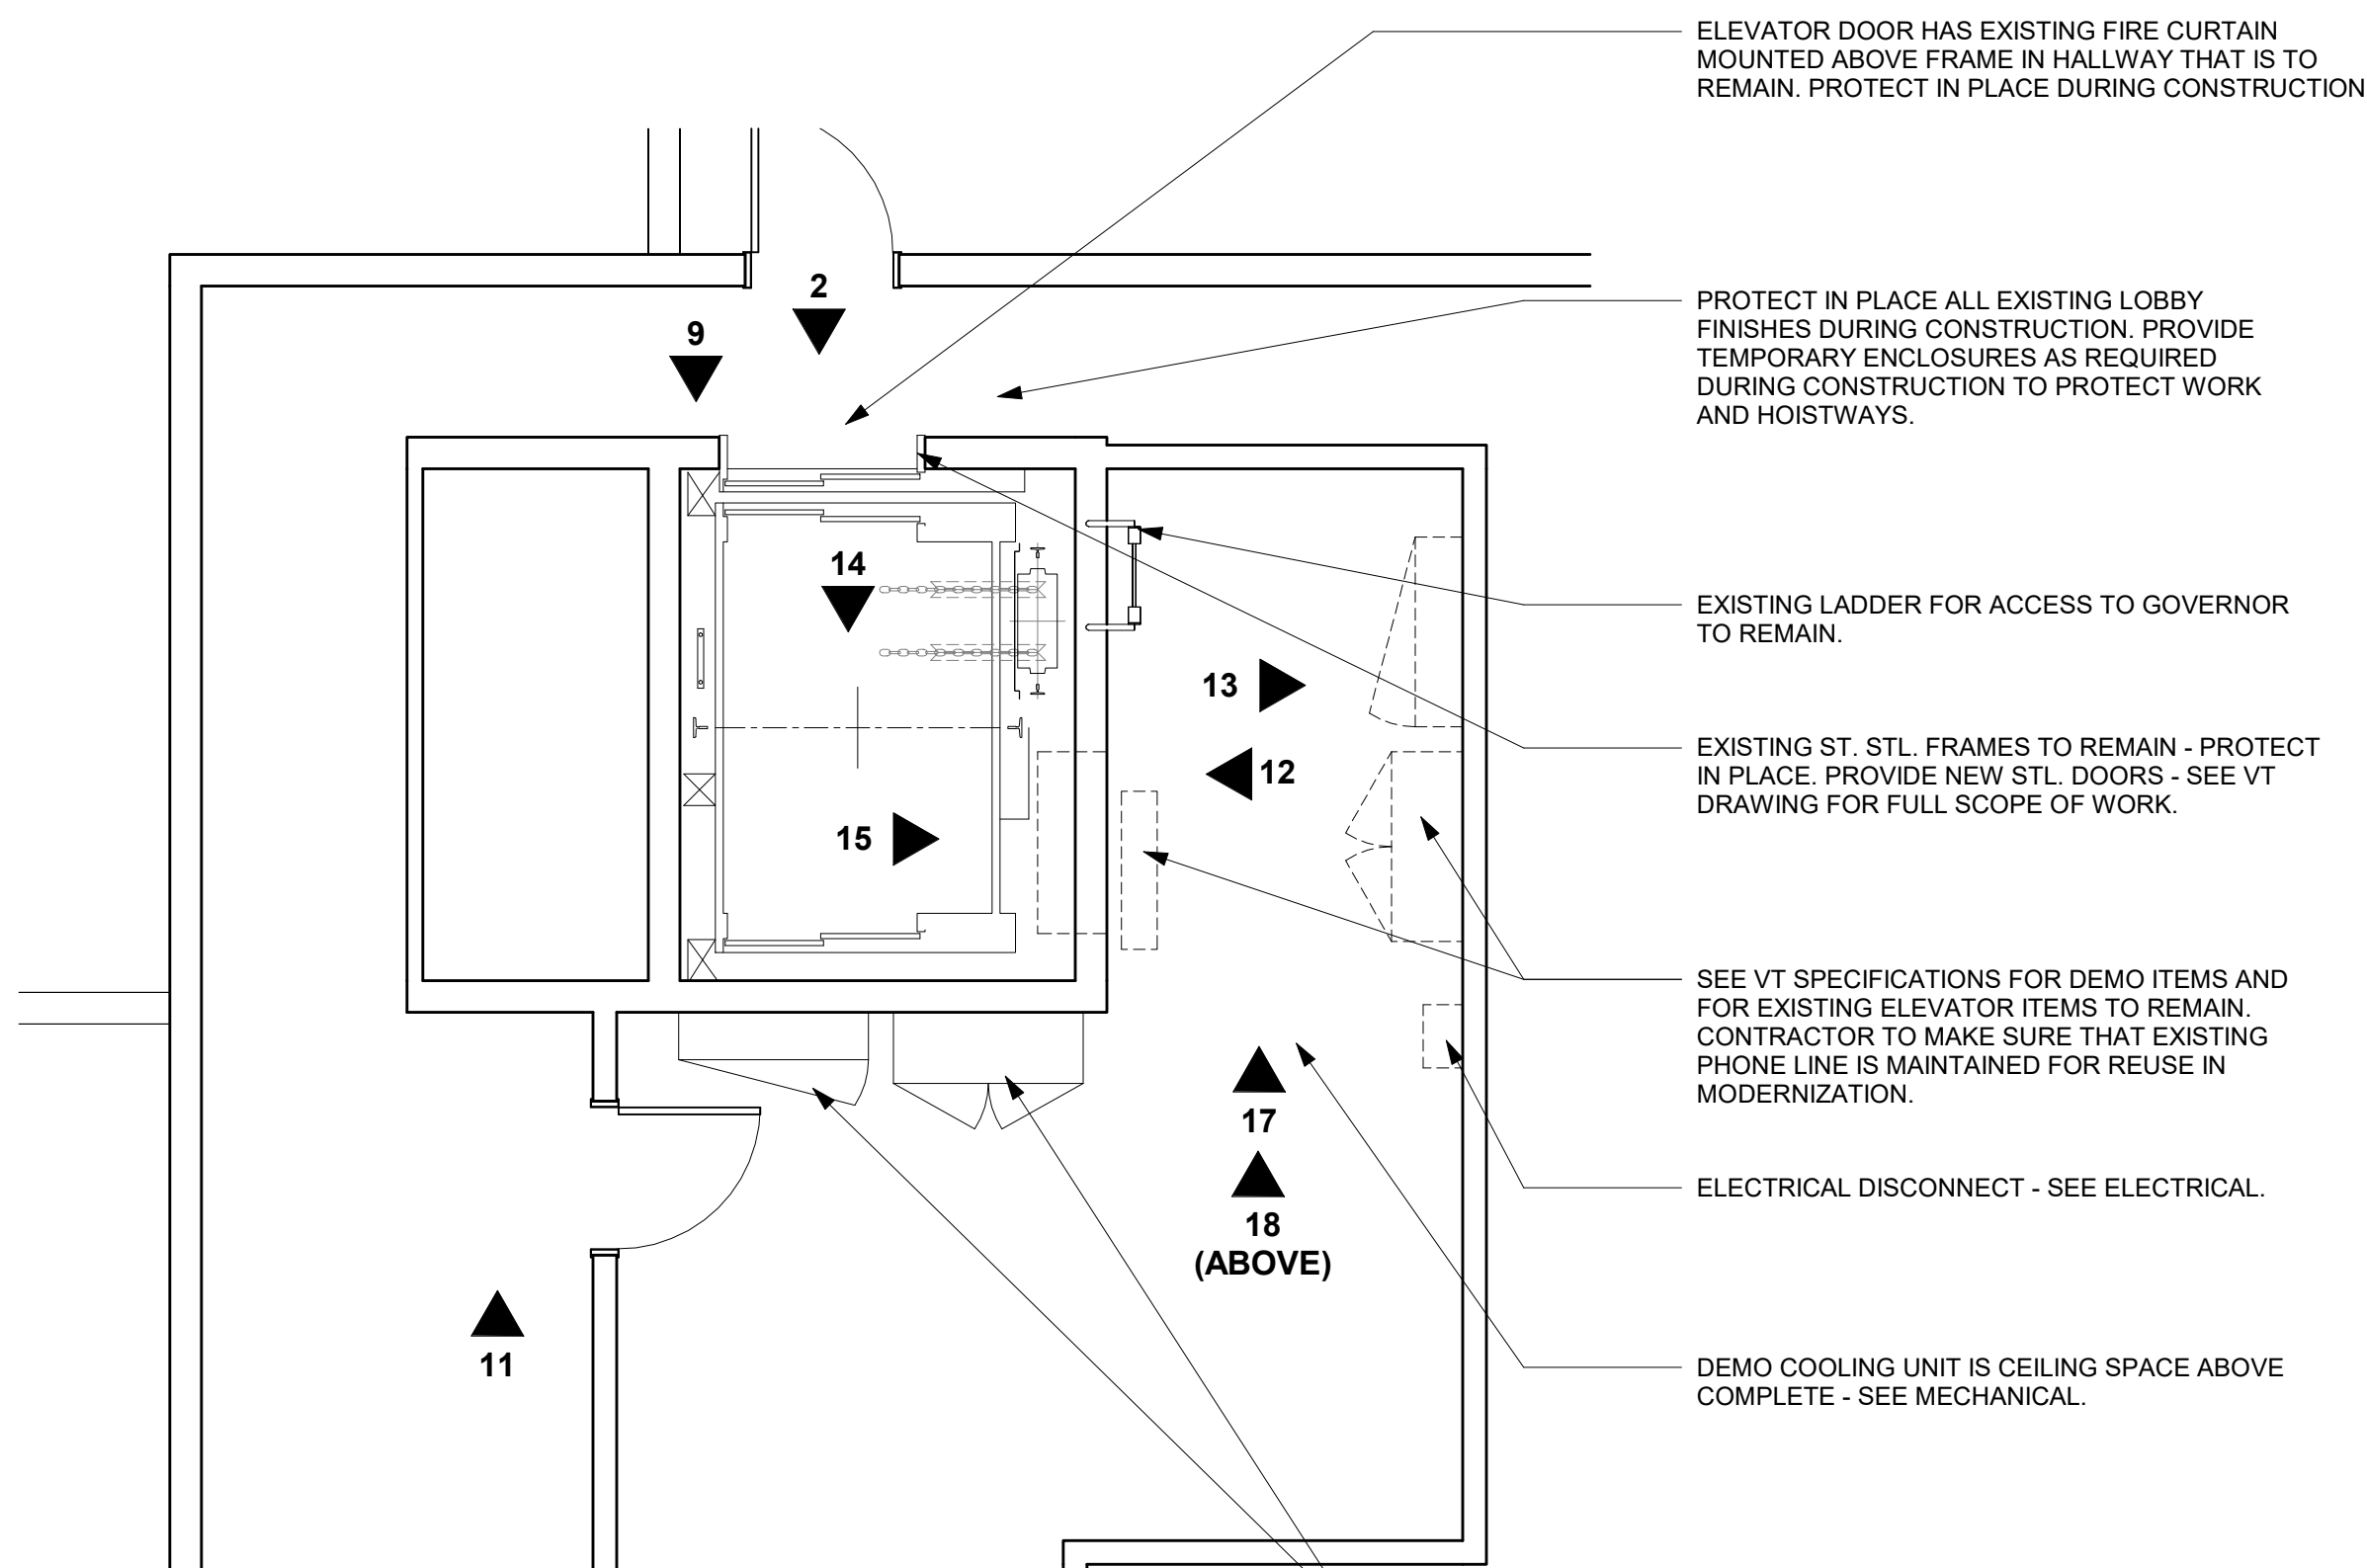 ELEVATOR DOOR HAS EXISTING FIRE CURTAIN
MOUNTED ABOVE FRAME IN HALLWAY THAT IS TO
REMAIN. PROTECT IN PLACE DURING CONSTRUCTION
2
9
PROTECT IN PLACE ALL EXISTING LOBBY
FINISHES DURING CONSTRUCTION. PROVIDE
TEMPORARY ENCLOSURES AS REQUIRED
DURING CONSTRUCTION TO PROTECT WORK
AND HOISTWAYS.
14
EXISTING LADDER FOR ACCESS TO GOVERNOR
TO REMAIN.
13
12
EXISTING ST. STL. FRAMES TO REMAIN - PROTECT
IN PLACE. PROVIDE NEW STL. DOORS - SEE VT
DRAWING FOR FULL SCOPE OF WORK.
15
SEE VT SPECIFICATIONS FOR DEMO ITEMS AND
FOR EXISTING ELEVATOR ITEMS TO REMAIN.
CONTRACTOR TO MAKE SURE THAT EXISTING
PHONE LINE IS MAINTAINED FOR REUSE IN
MODERNIZATION.
17
ELECTRICAL DISCONNECT - SEE ELECTRICAL.
18
(ABOVE)
11
DEMO COOLING UNIT IS CEILING SPACE ABOVE
COMPLETE - SEE MECHANICAL.